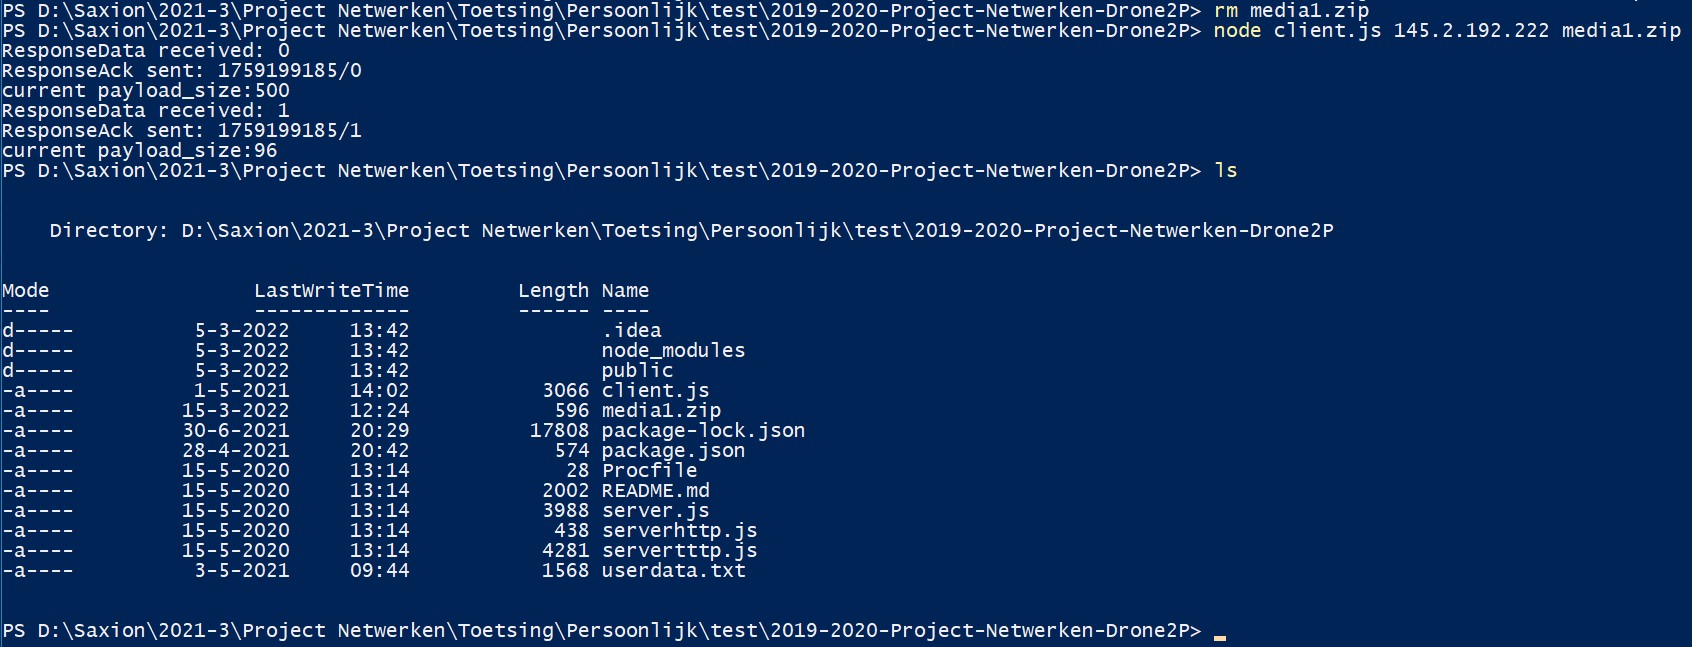 PS D:\Saxion\2021-3\Project Netwerken\Toetsing\Persoonlijk\test\2019-2020-Project-Netwerken-Drone2P> rm media1.zip
PS D:\Saxion\2021-3\Project Netwerken\Toetsing\Persoonlijk\test\2019-2020-Project-Netwerken-Drone2P> node client.js 145.2.192.222 media1.zip
ResponseData received: 0
ResponseAck sent: 1759199185/0
current payload_size:500
ResponseData received: 1
ResponseAck sent: 1759199185/1
current payload_size:96
PS D:\Saxion\2021-3\Project Netwerken\Toetsing\Persoonlijk\test\2019-2020-Project-Netwerken-Drone2P> ls
Directory: D:\Saxion\2021-3\Project Netwerken\Toetsing\Persoonlijk\test\2019-2020-Project-Netwerken-Drone2P
Mode LastWriteTime Length Name
---- ------------- ------ ----
d----- 5-3-2022 13:42 .idea
d----- 5-3-2022 13:42 node_modules
d----- 5-3-2022 13:42 public
-a---- 1-5-2021 14:02 3066 client.js
-a---- 15-3-2022 12:24 596 media1.zip
-a---- 30-6-2021 20:29 17808 package-lock.json
-a---- 28-4-2021 20:42 574 package.json
-a---- 15-5-2020 13:14 28 Procfile
-a---- 15-5-2020 13:14 2002 README.md
-a---- 15-5-2020 13:14 3988 server.js
-a---- 15-5-2020 13:14 438 serverhttp.js
-a---- 15-5-2020 13:14 4281 servertttp.js
-a---- 3-5-2021 09:44 1568 userdata.txt
PS D:\Saxion\2021-3\Project Netwerken\Toetsing\Persoonlijk\test\2019-2020-Project-Netwerken-Drone2P>